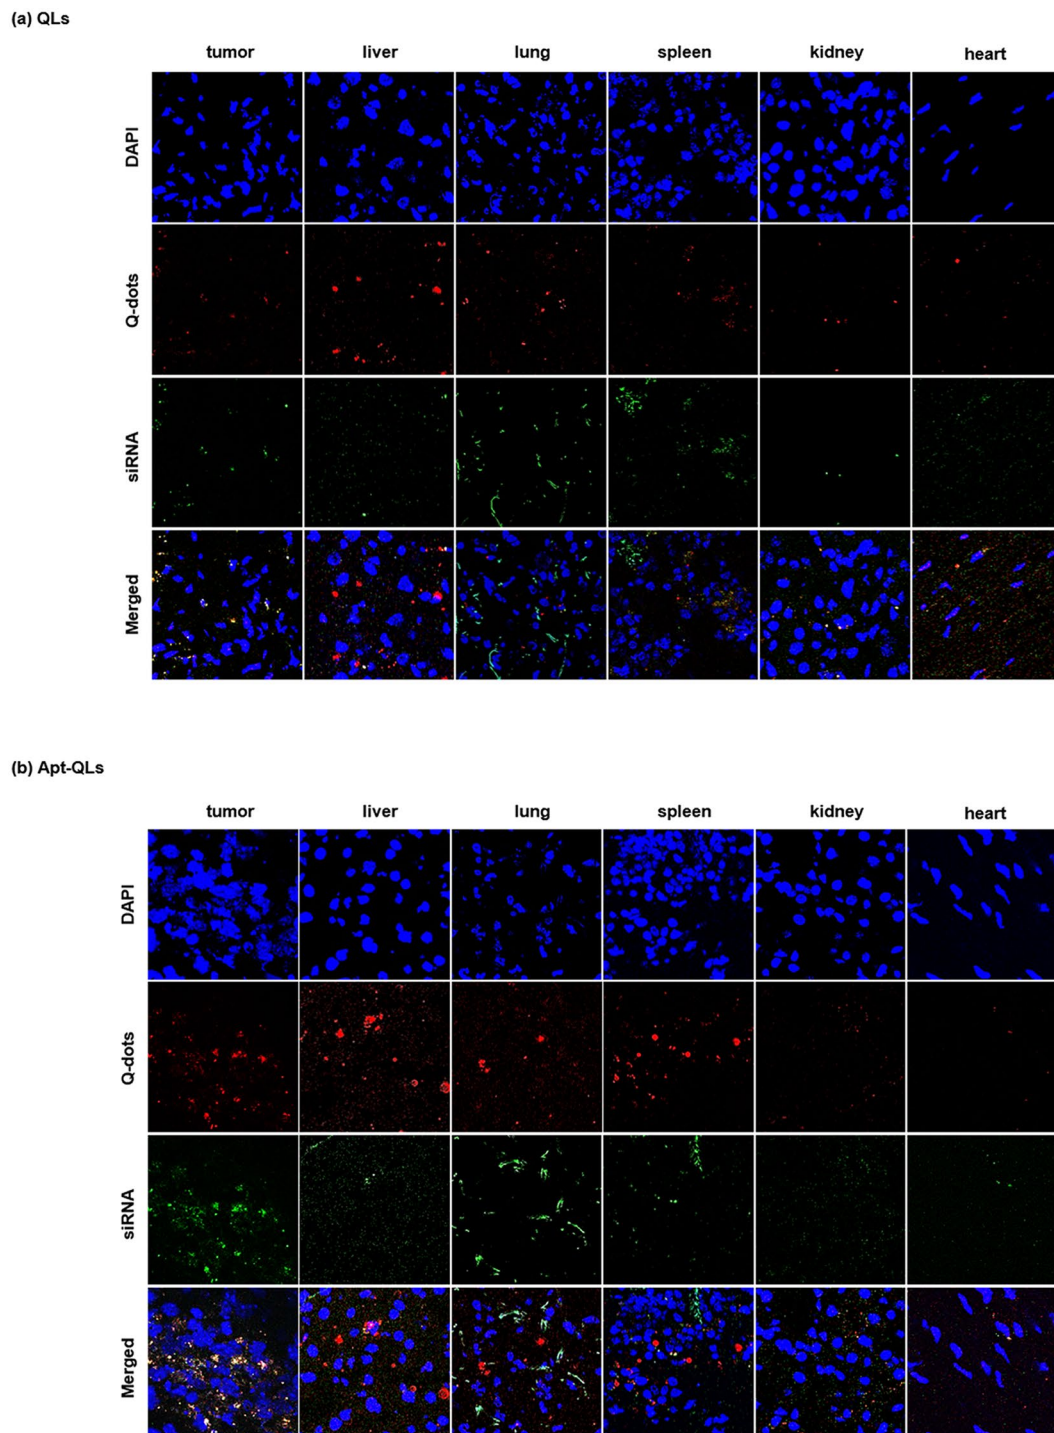 (a) QLs
tumor liver lung spleen kidney heart
DAPI
Q-dots
siRNA
Merged
(b) Apt-QLs
tumor liver lung spleen kidney heart
DAPI
Q-dots
siRNA
Merged